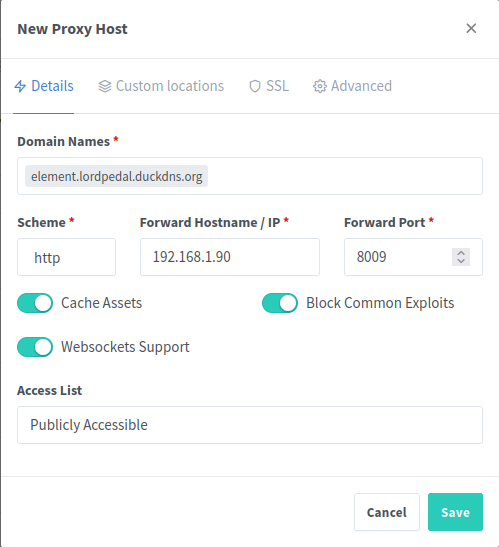 New Proxy Host
Details Custom locations SSL Advanced
Domain Names *
element.lordpedal.duckdns.org
Scheme * Forward Hostname / IP * Forward Port *
http 192.168.1.90 8009
Cache Assets Block Common Exploits
Websockets Support
Access List
Publicly Accessible
Cancel Save